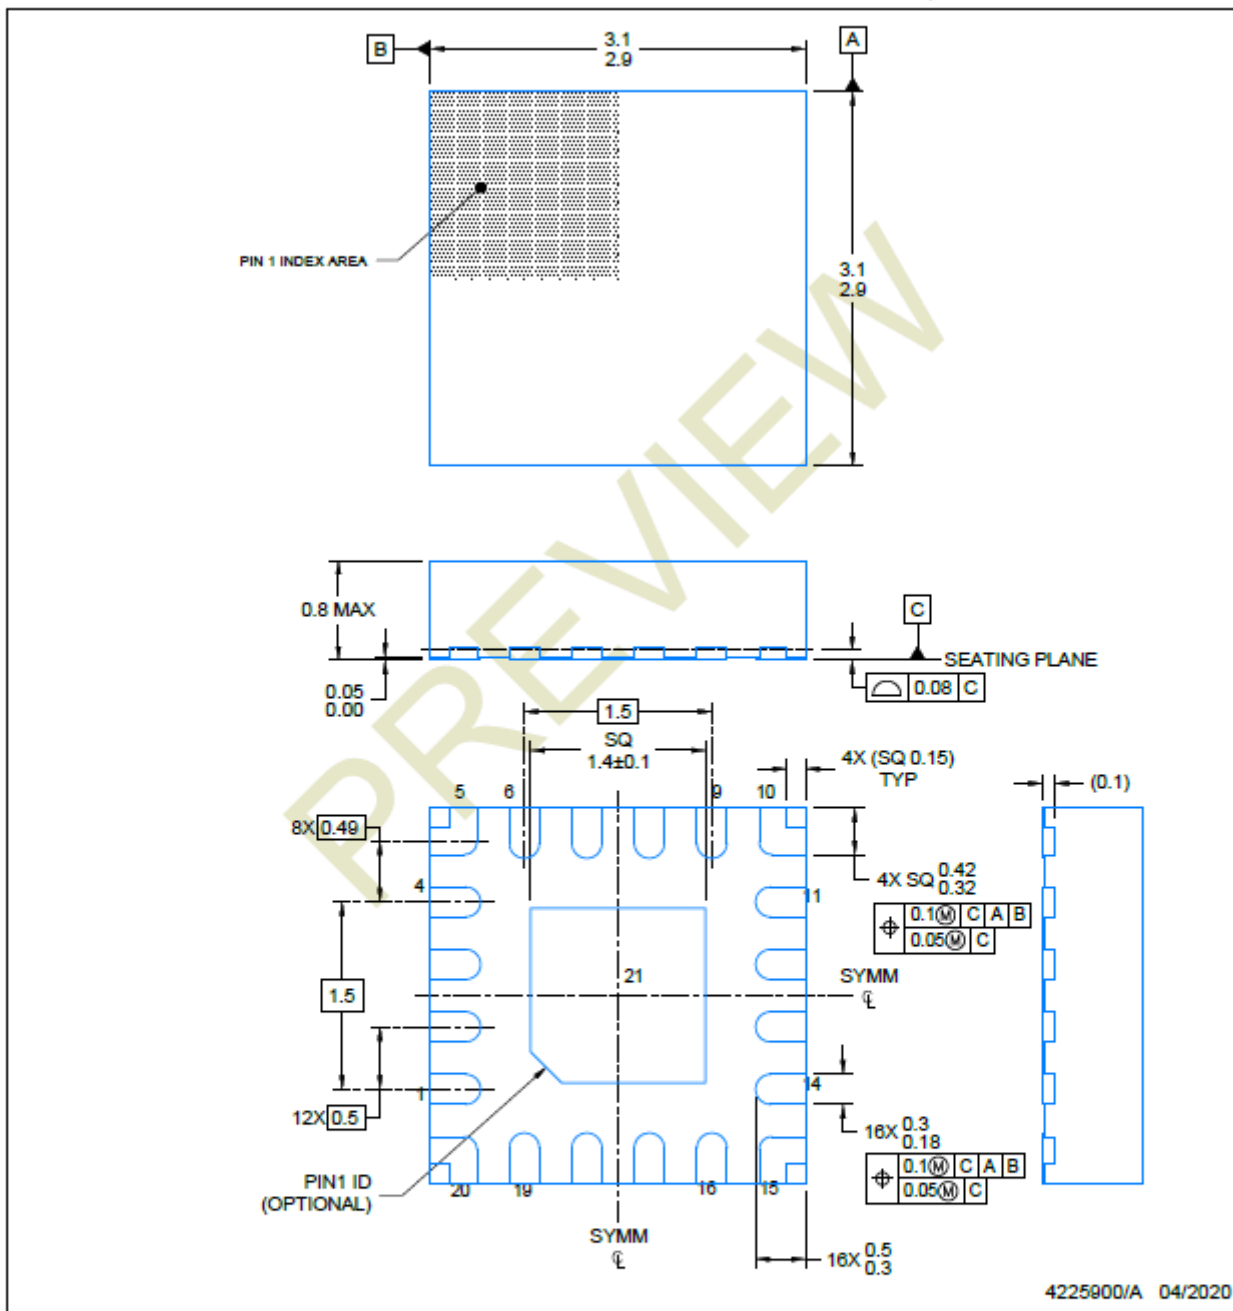 B
3.1
2.9
A
PIN 1 INDEX AREA
3.1
2.9
PREVIEW
0.8 MAX
C
SEATING PLANE
0.08 C
0.05
0.00
1.5
SQ
1.4±0.1
4X (SQ 0.15)
TYP
(0.1)
5
6
9
10
8X 0.49
4X SQ 0.42
0.32
4
11
0.1Ⓜ C A B
0.05Ⓜ C
21
SYMM
℄
1.5
1
14
12X 0.5
16X 0.3
0.18
0.1Ⓜ C A B
0.05Ⓜ C
PIN1 ID
(OPTIONAL)
20
19
16
15
SYMM
℄
16X 0.5
0.3
4225900/A 04/2020